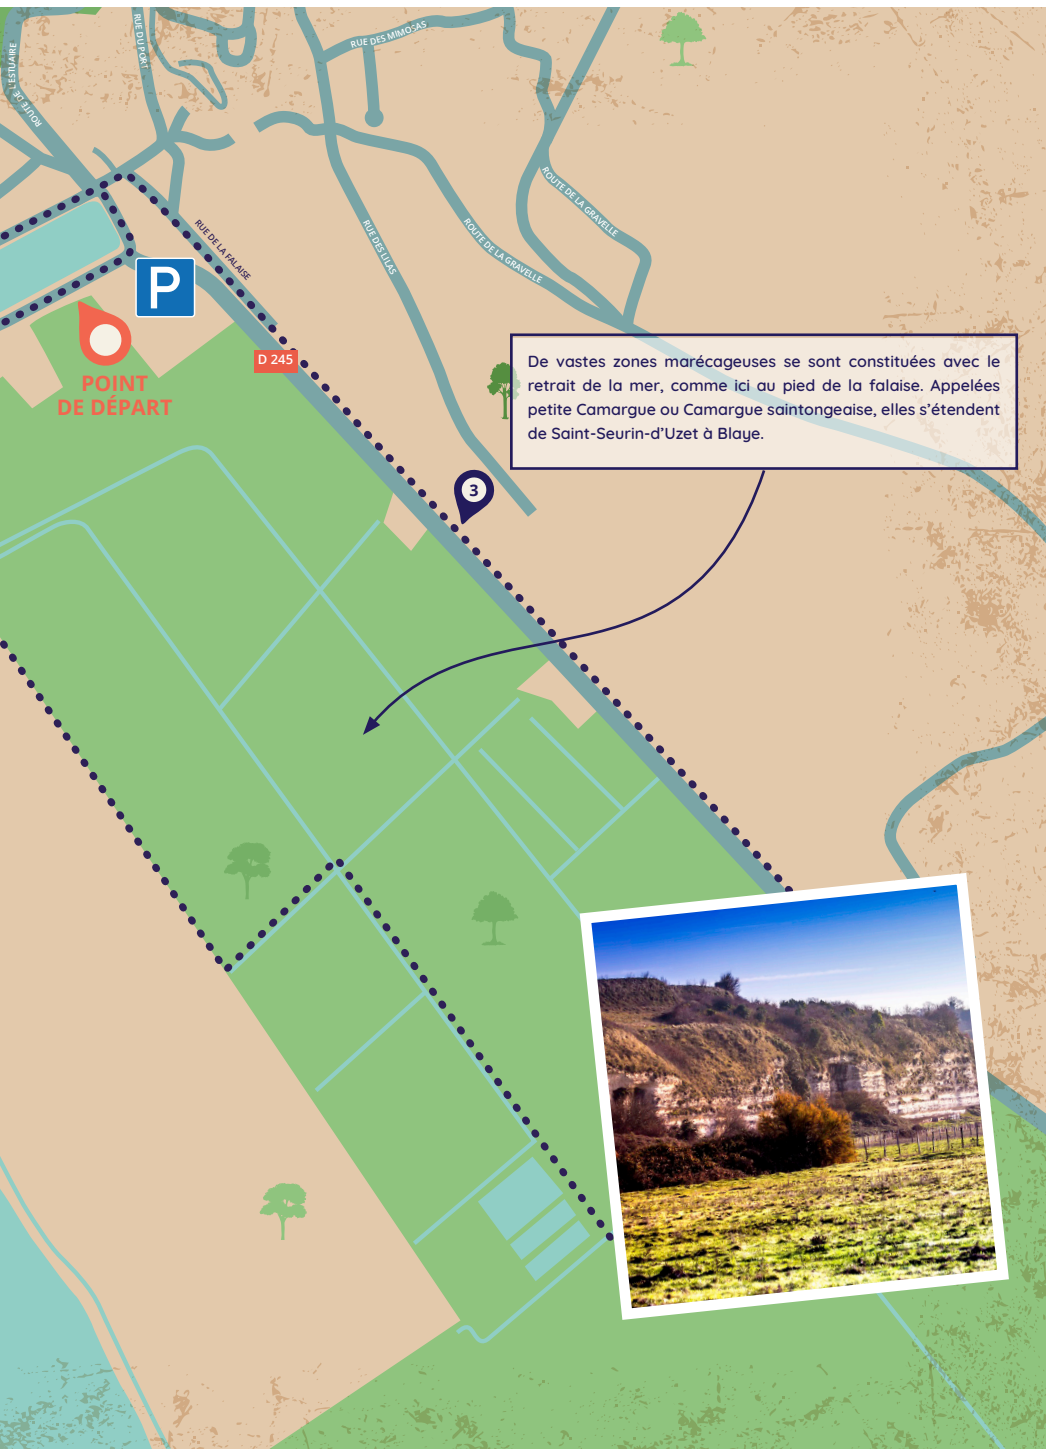 RUE DU PORT
RUE DES MIMOSAS
ROUTE DE L'ESTUAIRE
ROUTE DE LA GRAVELLE
RUE DE LA FALAISE
RUE DES LILAS
ROUTE DE LA GRAVELLE
P
D 245
POINT
DE DÉPART
De vastes zones marécageuses se sont constituées avec le
retrait de la mer, comme ici au pied de la falaise. Appelées
petite Camargue ou Camargue saintongeaise, elles s’étendent
de Saint-Seurin-d’Uzet à Blaye.
3